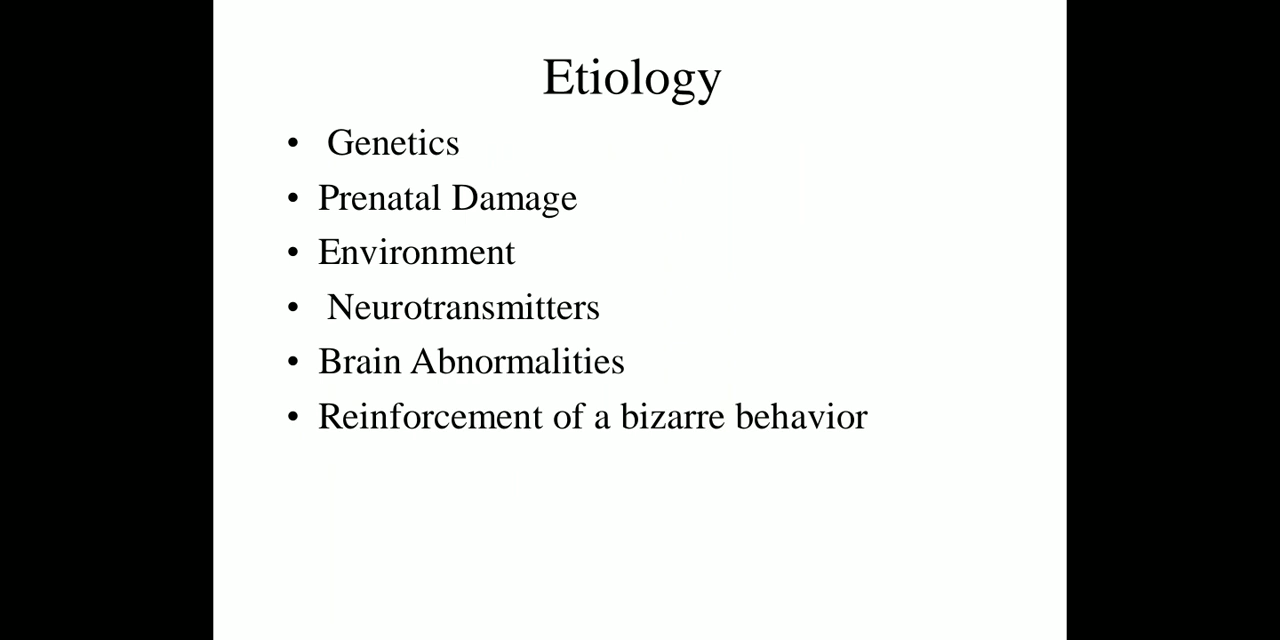 Etiology
• Genetics
• Prenatal Damage
• Environment
• Neurotransmitters
• Brain Abnormalities
• Reinforcement of a bizarre behavior